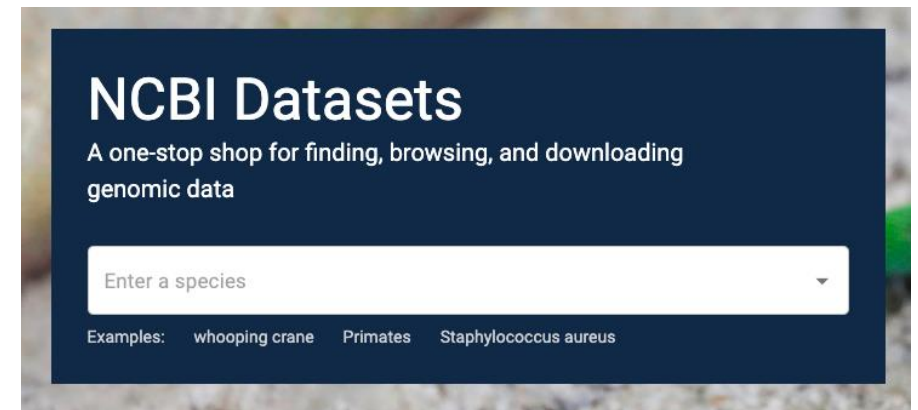 NCBI Datasets
A one-stop shop for finding, browsing, and downloading
genomic data
Enter a species
Examples: whooping crane Primates Staphylococcus aureus